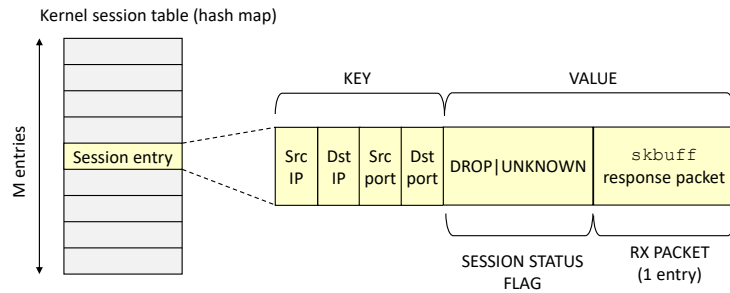 Kernel session table (hash map)
KEY
VALUE
M entries
Session entry
Src
IP
Dst
IP
Src
port
Dst
port
DROP|UNKNOWN
skbuff
response packet
SESSION STATUS
FLAG
RX PACKET
(1 entry)